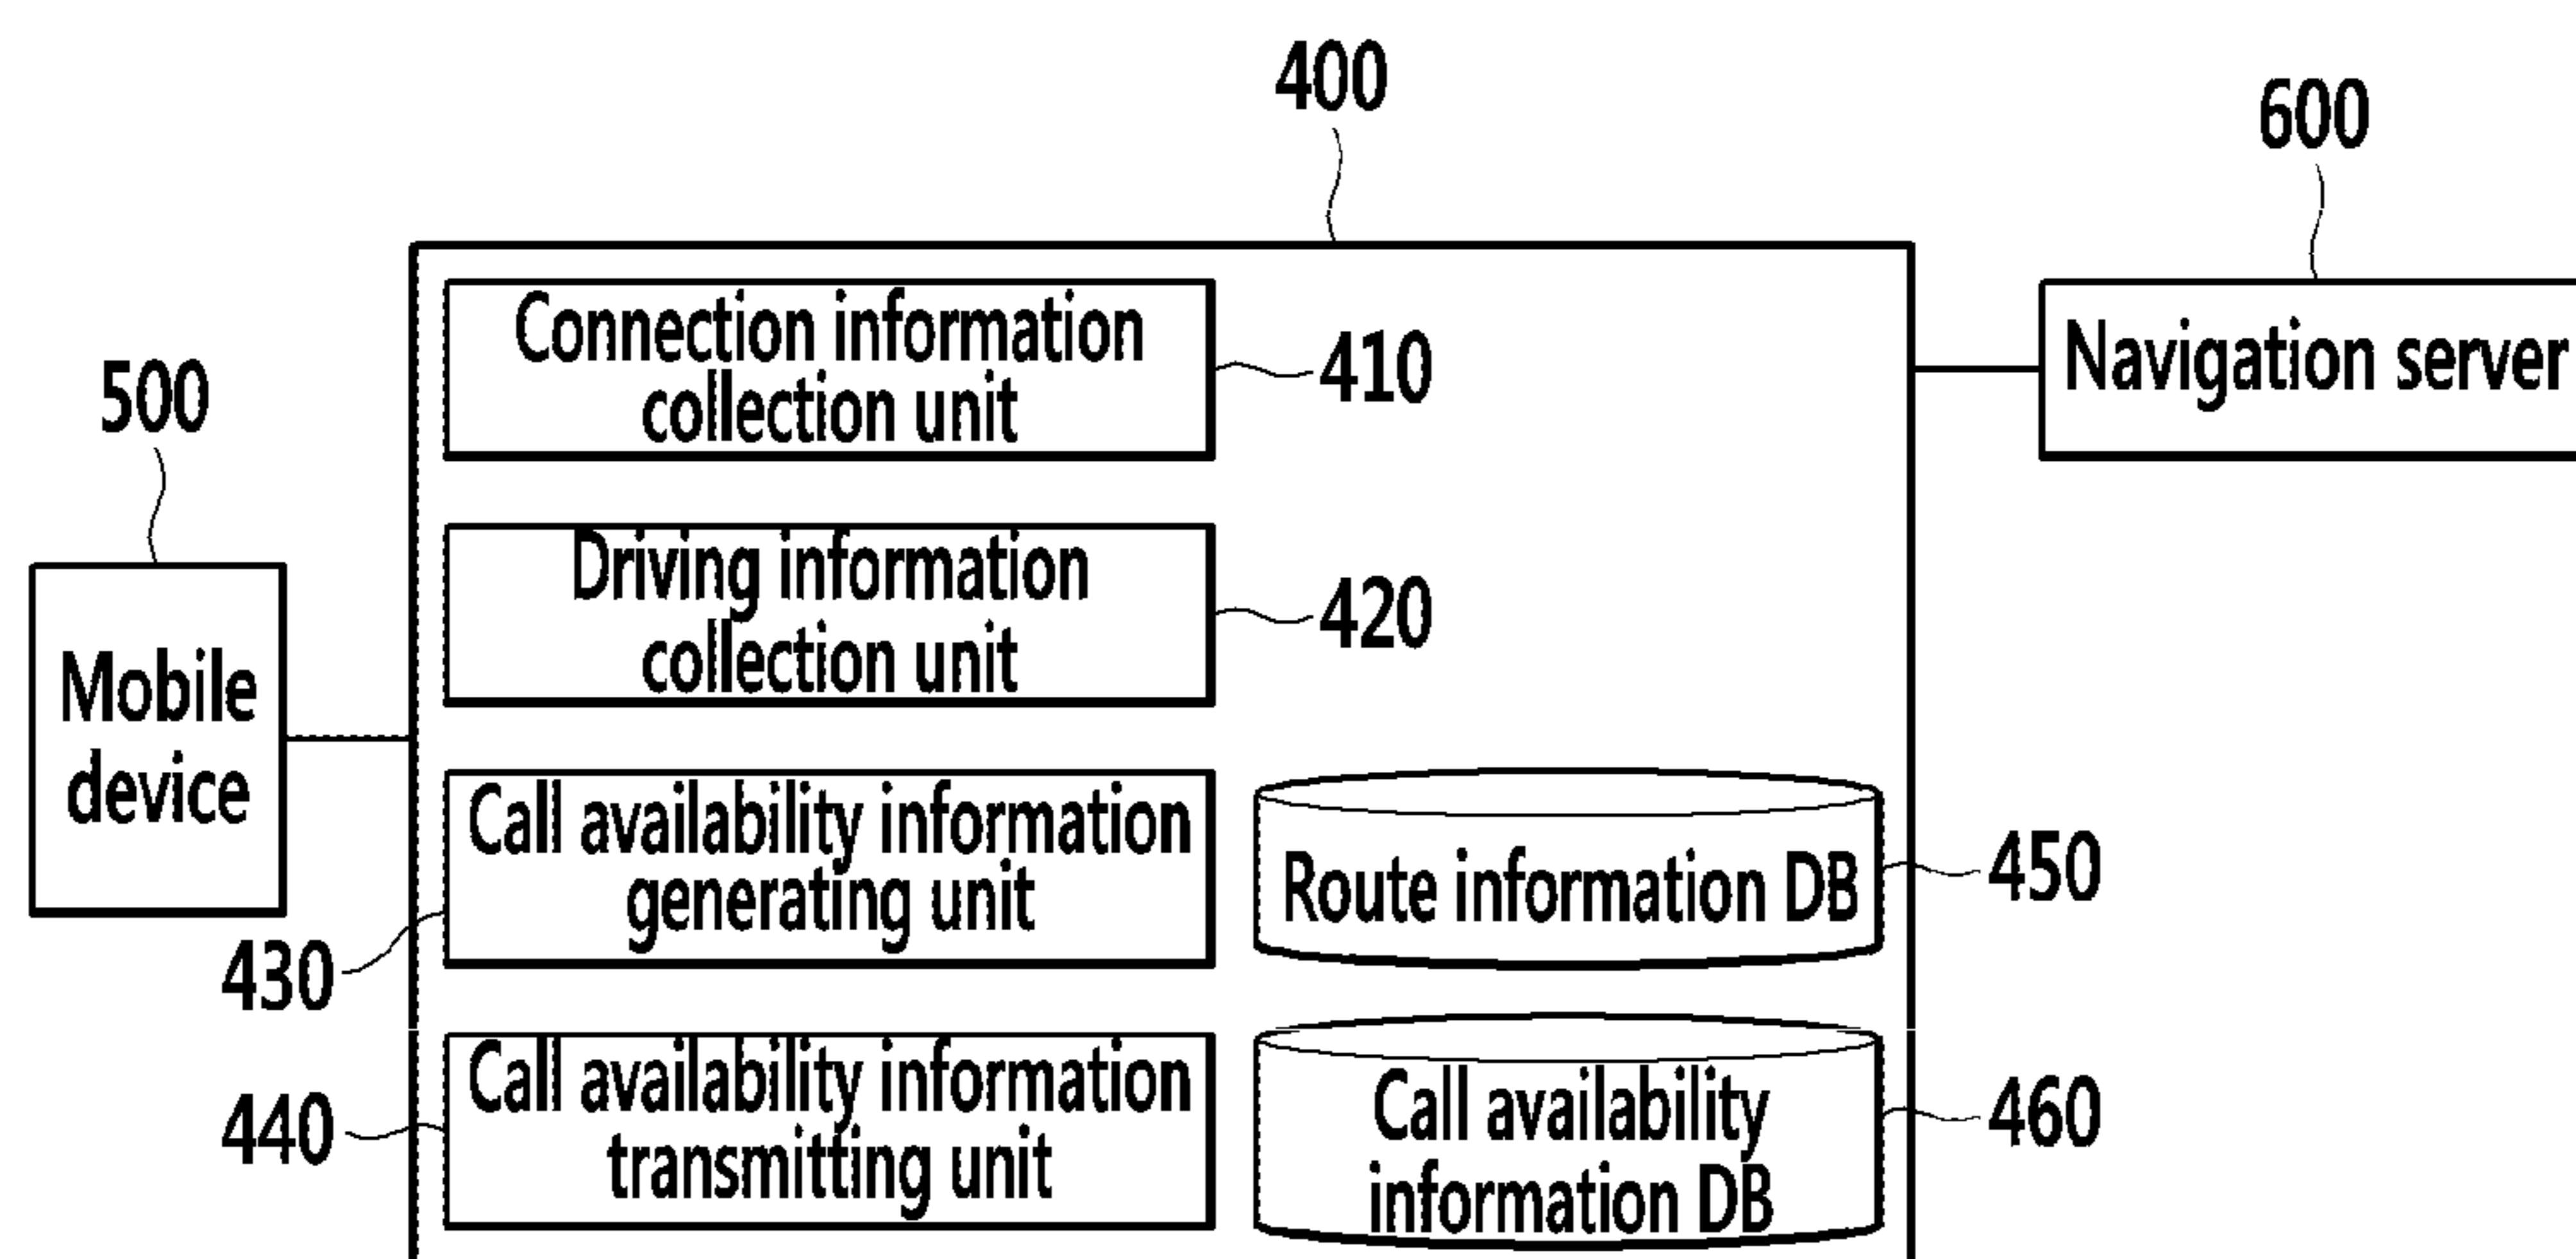 400
600
Connection information
collection unit
410
Navigation server
500
Driving information
collection unit
420
Mobile
device
Call availability information
generating unit
430
Route information DB
450
Call availability information
transmitting unit
440
Call availability
information DB
460